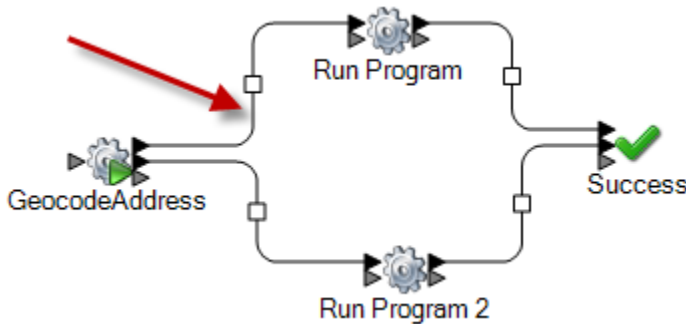 Run Program
GeocodeAddress
Success
Run Program 2